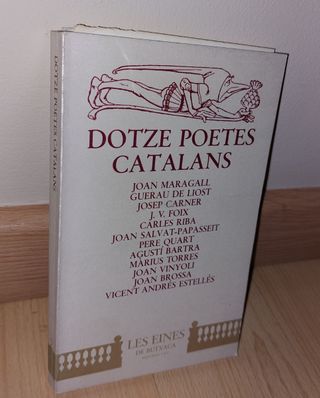 DOTZE POETES CATALANS
DOTZE POETES
CATALANS
JOAN MARAGALL
GUERAU DE LIOST
JOSEP CARNER
J. V. FOIX
CARLES RIBA
JOAN SALVAT-PAPASSEIT
PERE QUART
AGUSTÍ BARTRA
MÀRIUS TORRES
JOAN VINYOLI
JOAN BROSSA
VICENT ANDRÉS ESTELLÉS
LES EINES
DE BUTXACA